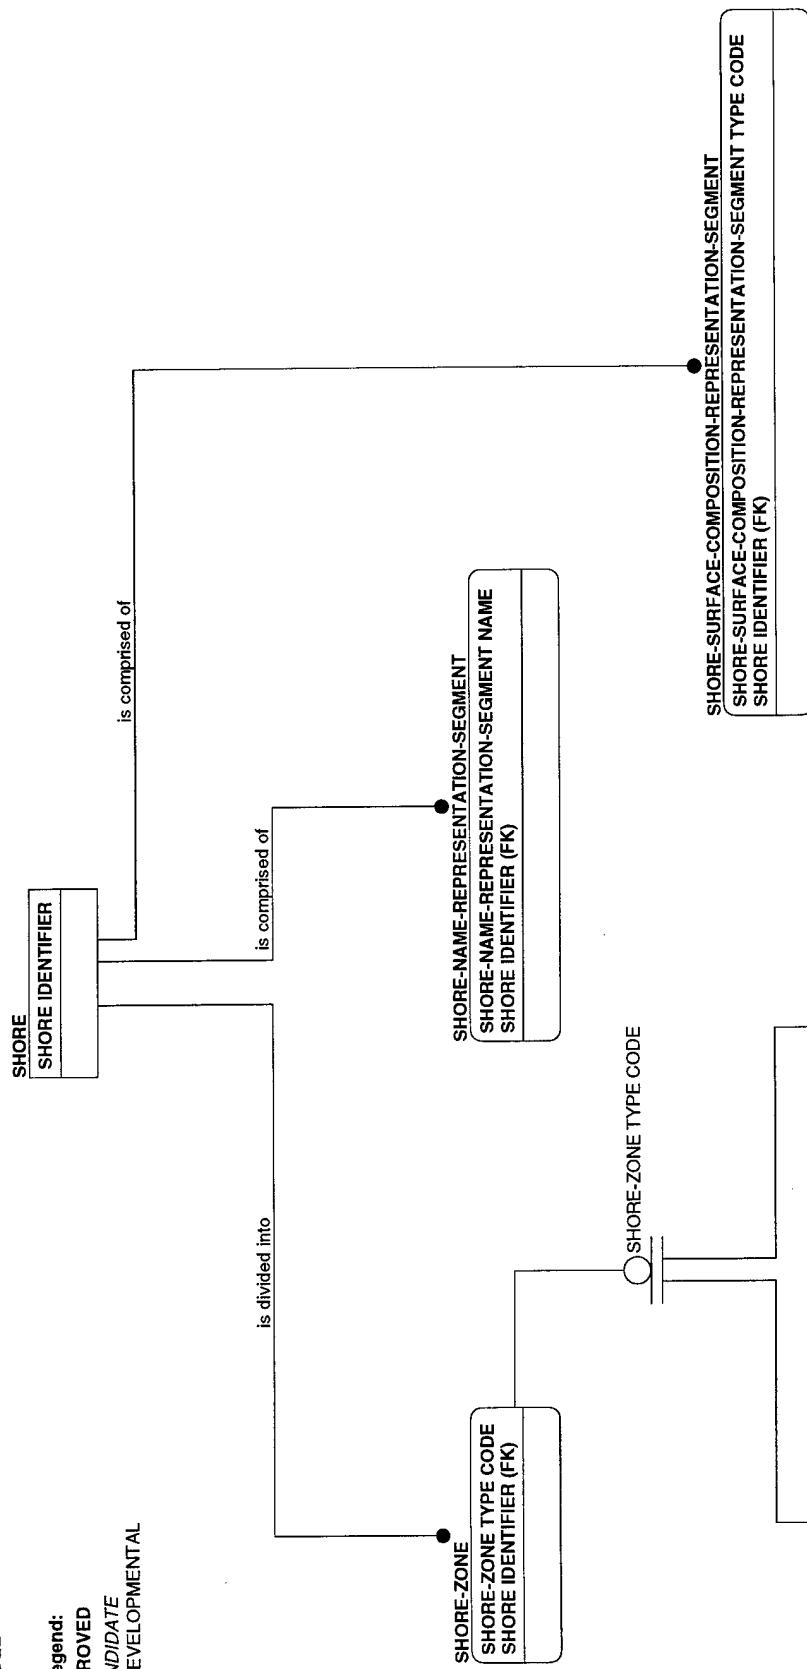 egend:
ROVED
NDIDATE
EVELOPMENTAL
SHORE
SHORE IDENTIFIER
is divided into
is comprised of
is comprised of
SHORE-ZONE
SHORE-ZONE TYPE CODE
SHORE IDENTIFIER (FK)
SHORE-NAME-REPRESENTATION-SEGMENT
SHORE-NAME-REPRESENTATION-SEGMENT NAME
SHORE IDENTIFIER (FK)
SHORE-ZONE TYPE CODE
SHORE-SURFACE-COMPOSITION-REPRESENTATION-SEGMENT
SHORE-SURFACE-COMPOSITION-REPRESENTATION-SEGMENT TYPE CODE
SHORE IDENTIFIER (FK)